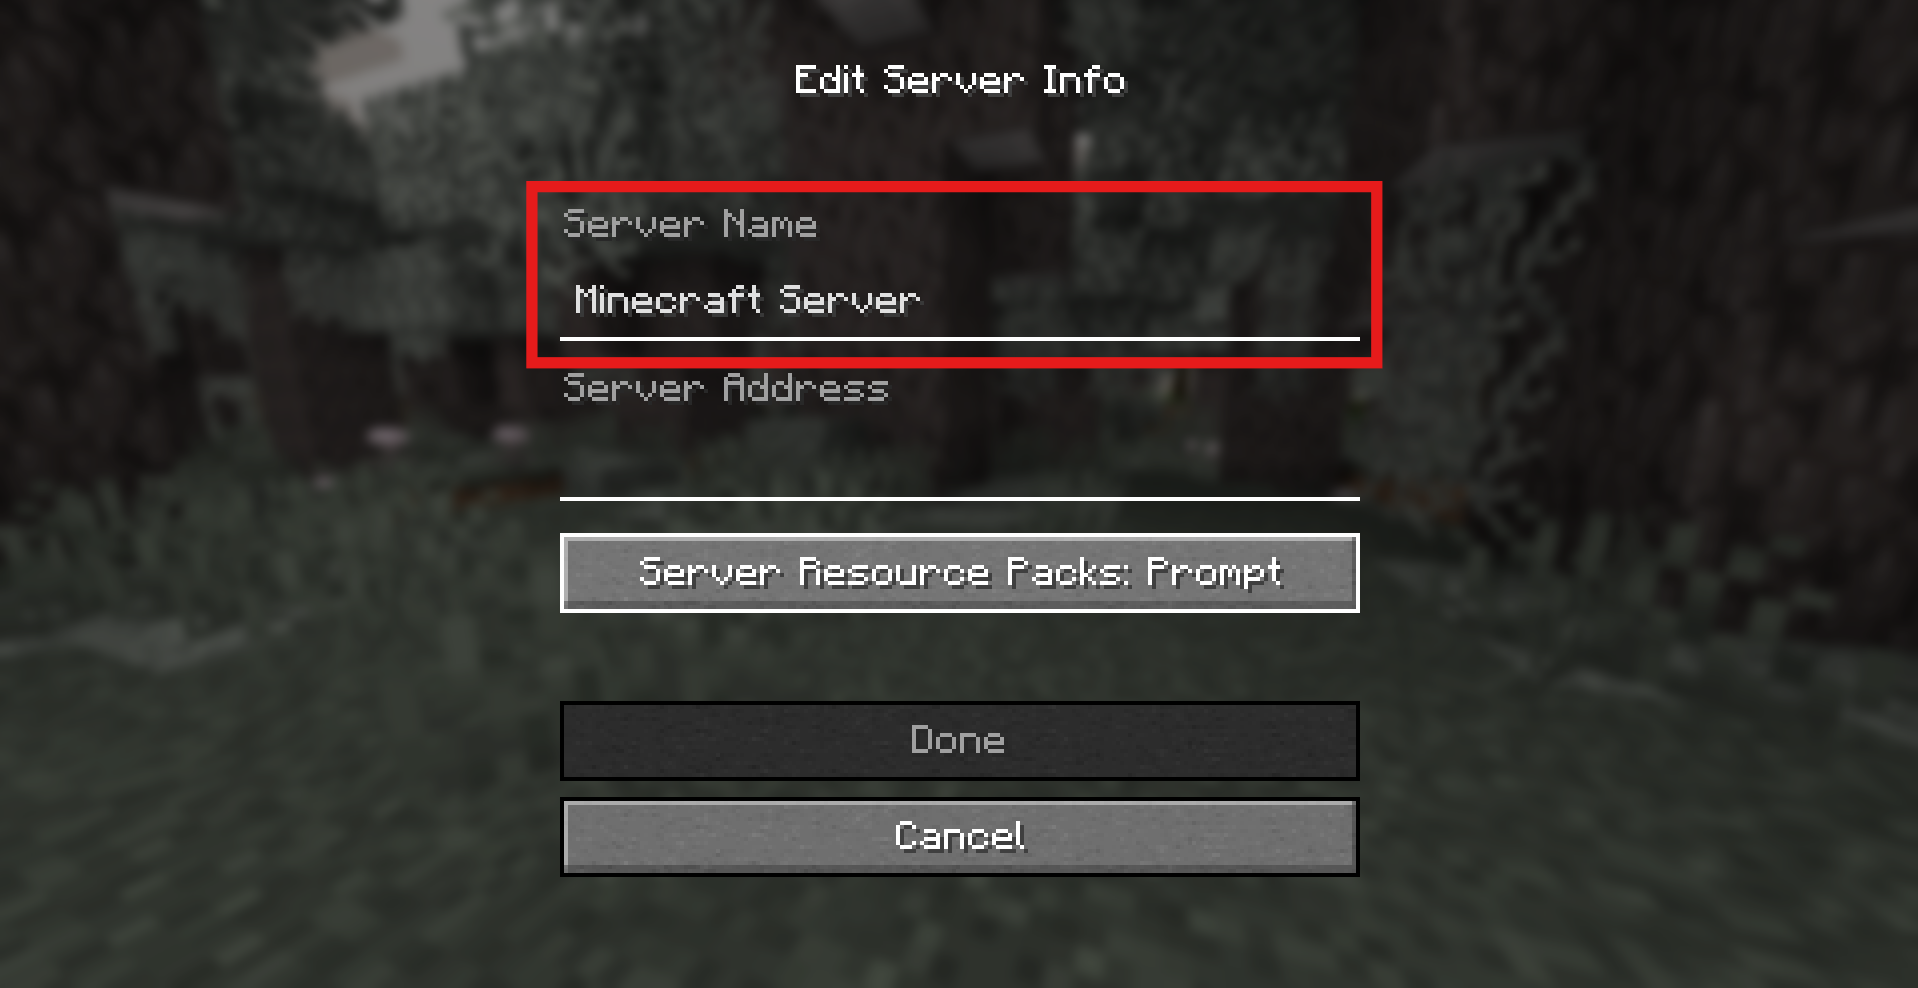 Edit Server Info
Server Name
Minecraft Server
Server Address
Server Resource Packs: Prompt
Done
Cancel